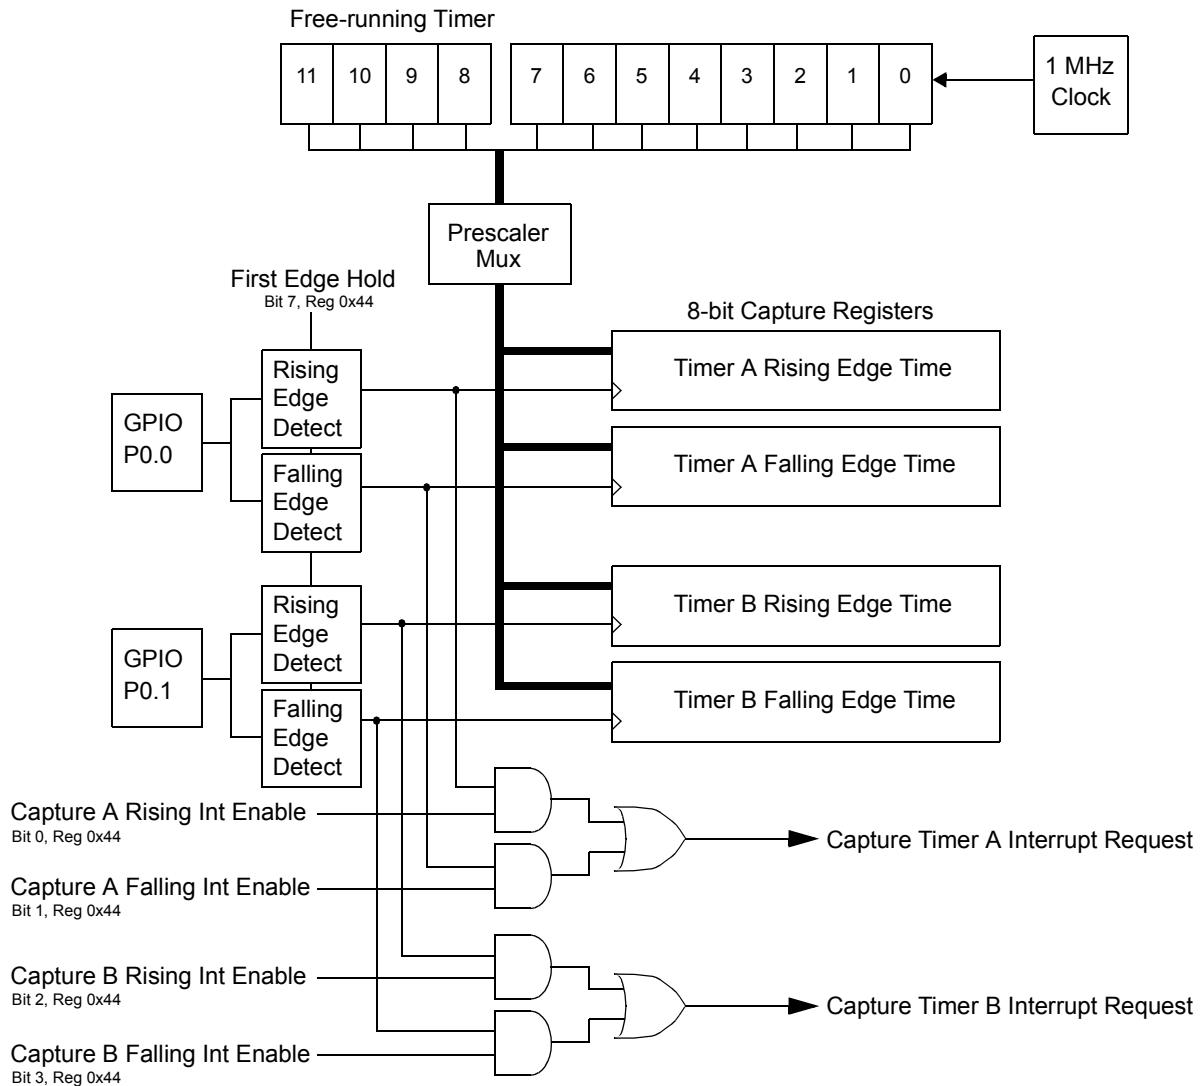 Free-running Timer
11 10 9 8 7 6 5 4 3 2 1 0
1 MHz
Clock
Prescaler
Mux
First Edge Hold
Bit 7, Reg 0x44
8-bit Capture Registers
Rising
Edge
Detect
Timer A Rising Edge Time
GPIO
P0.0
Falling
Edge
Detect
Timer A Falling Edge Time
Rising
Edge
Detect
Timer B Rising Edge Time
GPIO
P0.1
Falling
Edge
Detect
Timer B Falling Edge Time
Capture A Rising Int Enable
Bit 0, Reg 0x44
Capture Timer A Interrupt Request
Capture A Falling Int Enable
Bit 1, Reg 0x44
Capture B Rising Int Enable
Bit 2, Reg 0x44
Capture Timer B Interrupt Request
Capture B Falling Int Enable
Bit 3, Reg 0x44